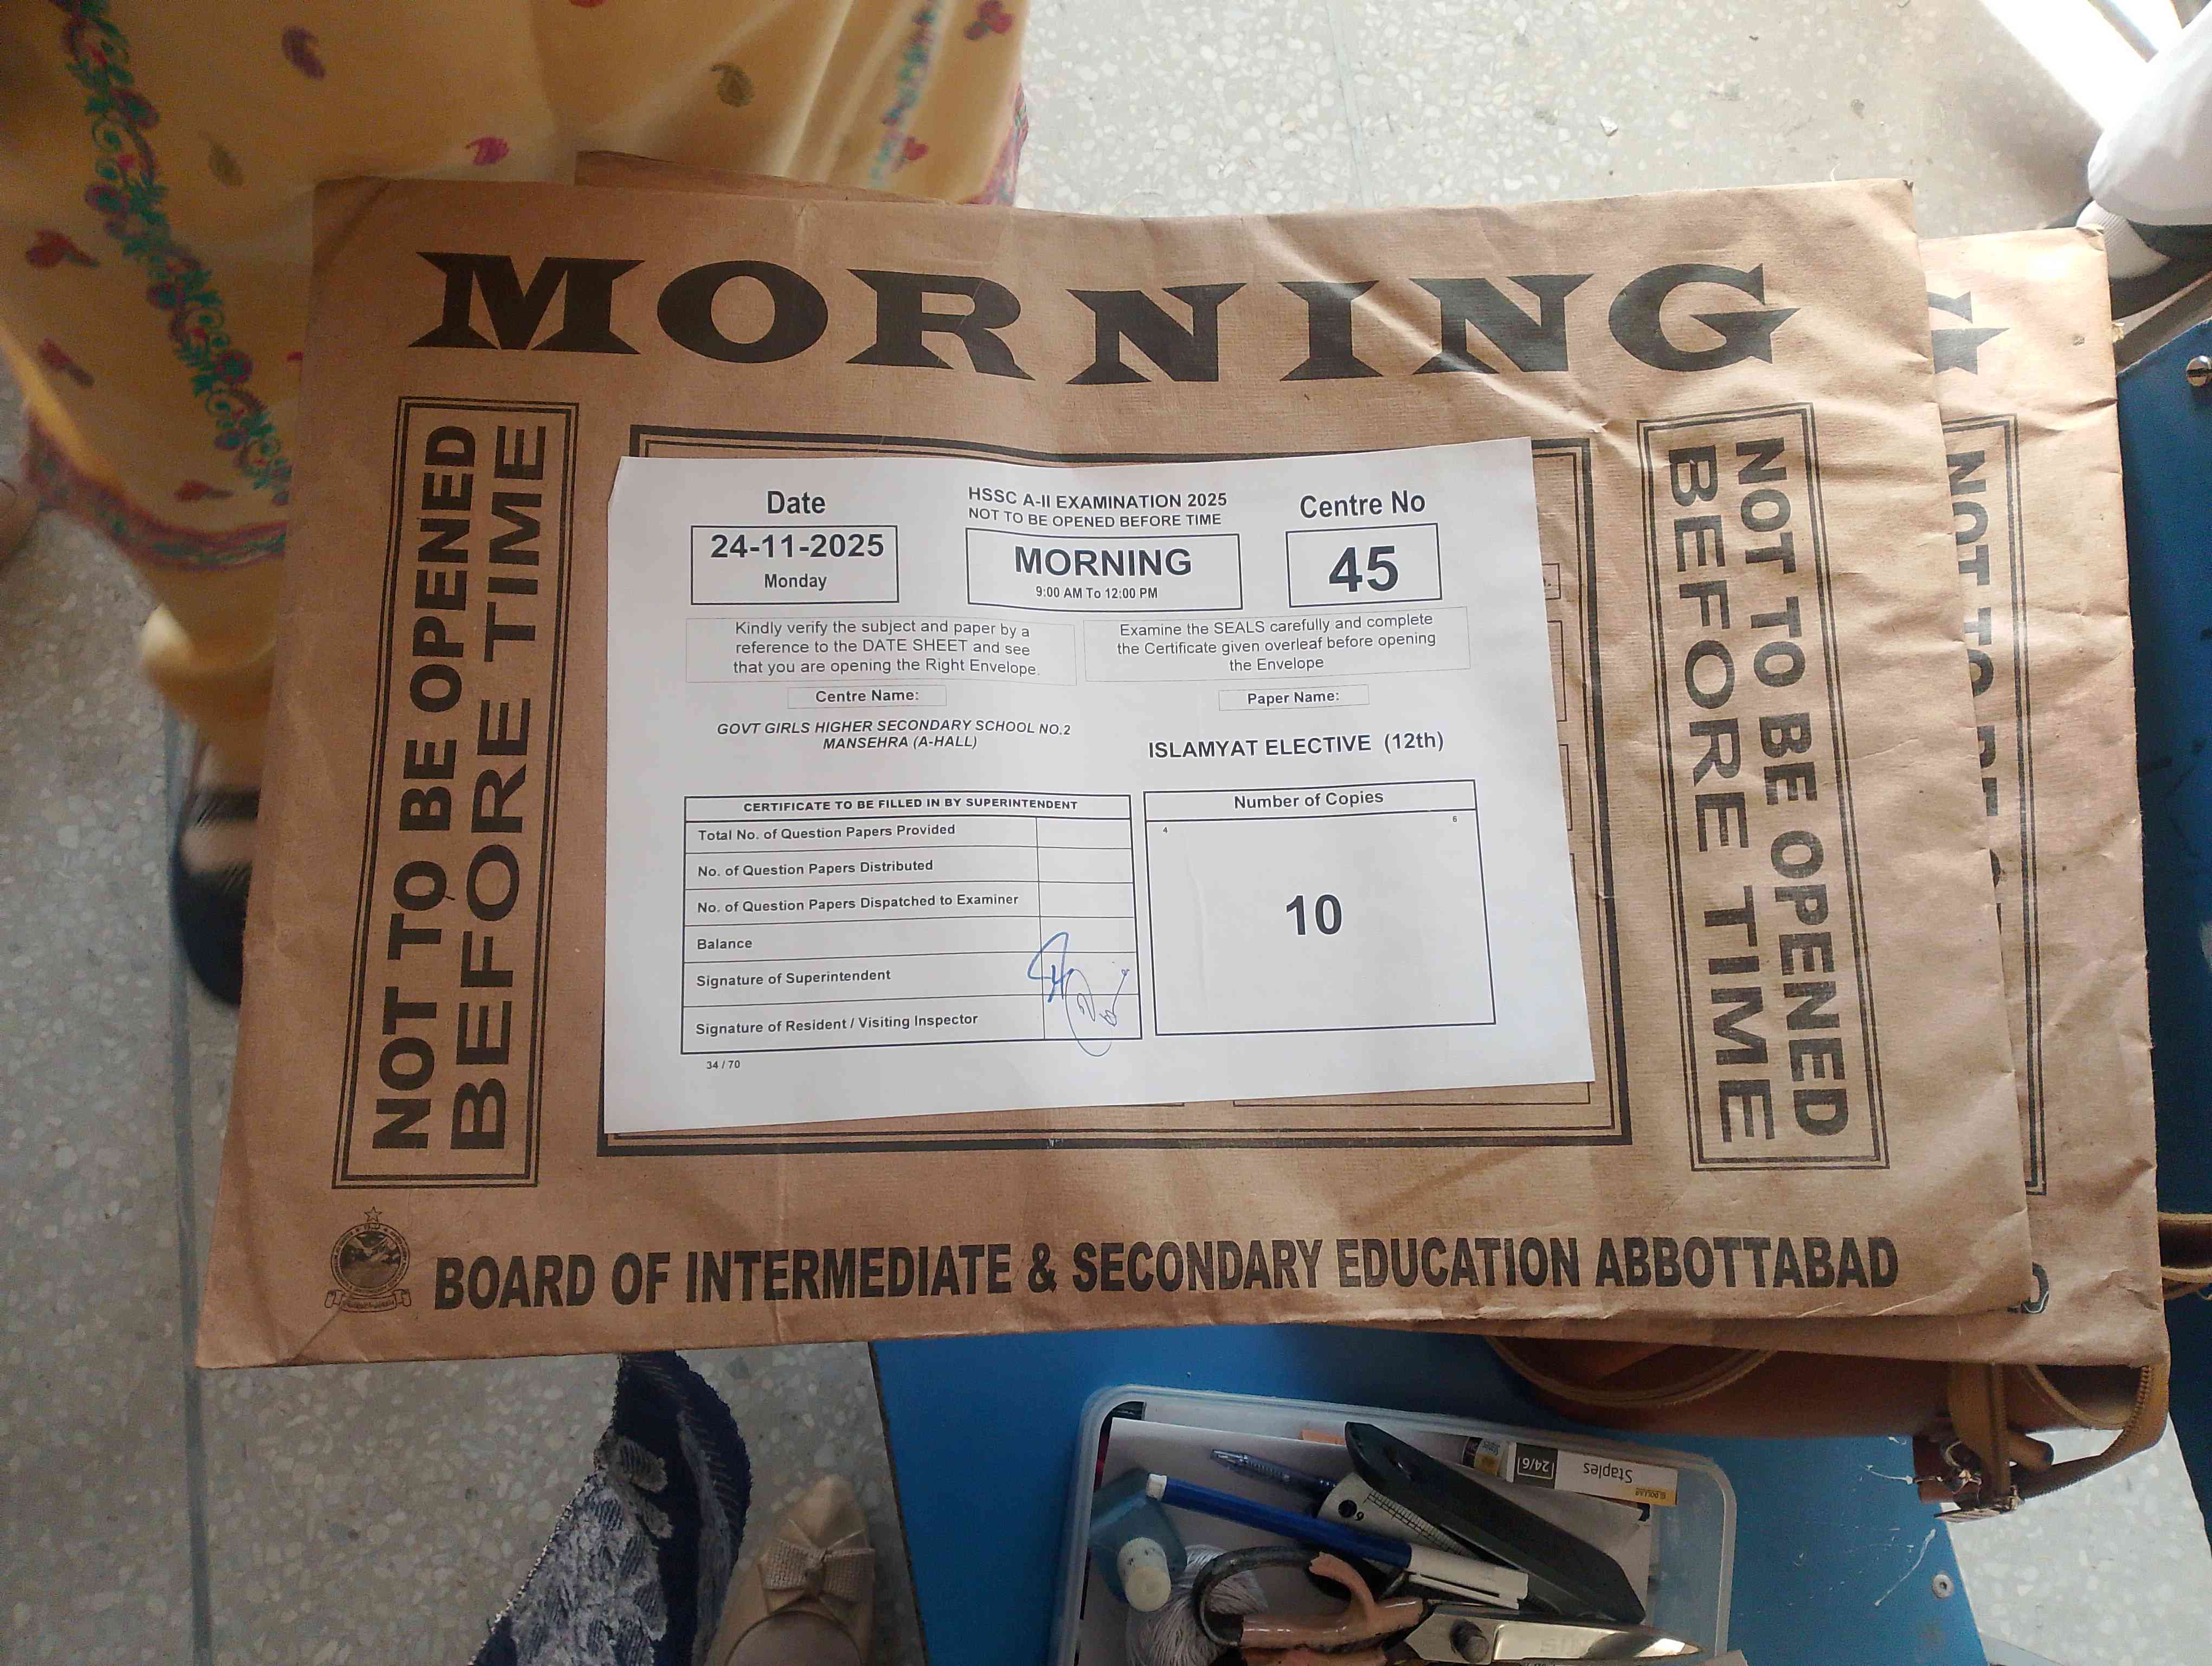 MORNING
NOT TO BE OPENED
BEFORE TIME
Date
24-11-2025
Monday
HSSC A-II EXAMINATION 2025
NOT TO BE OPENED BEFORE TIME
MORNING
9:00 AM To 12:00 PM
Centre No
45
Kindly verify the subject and paper by a
reference to the DATE SHEET and see
that you are opening the Right Envelope.
Examine the SEALS carefully and complete
the Certificate given overleaf before opening
the Envelope
Centre Name:
GOVT GIRLS HIGHER SECONDARY SCHOOL NO.2
MANSEHRA (A-HALL)
Paper Name:
ISLAMYAT ELECTIVE (12th)
CERTIFICATE TO BE FILLED IN BY SUPERINTENDENT
Total No. of Question Papers Provided
No. of Question Papers Distributed
No. of Question Papers Dispatched to Examiner
Balance
Signature of Superintendent
Signature of Resident / Visiting Inspector
34 / 70
Number of Copies
4
6
10
NOT TO BE OPENED
BEFORE TIME
BOARD OF INTERMEDIATE & SECONDARY EDUCATION ABBOTTABAD
G
NOT TO BE
Staples
24/6